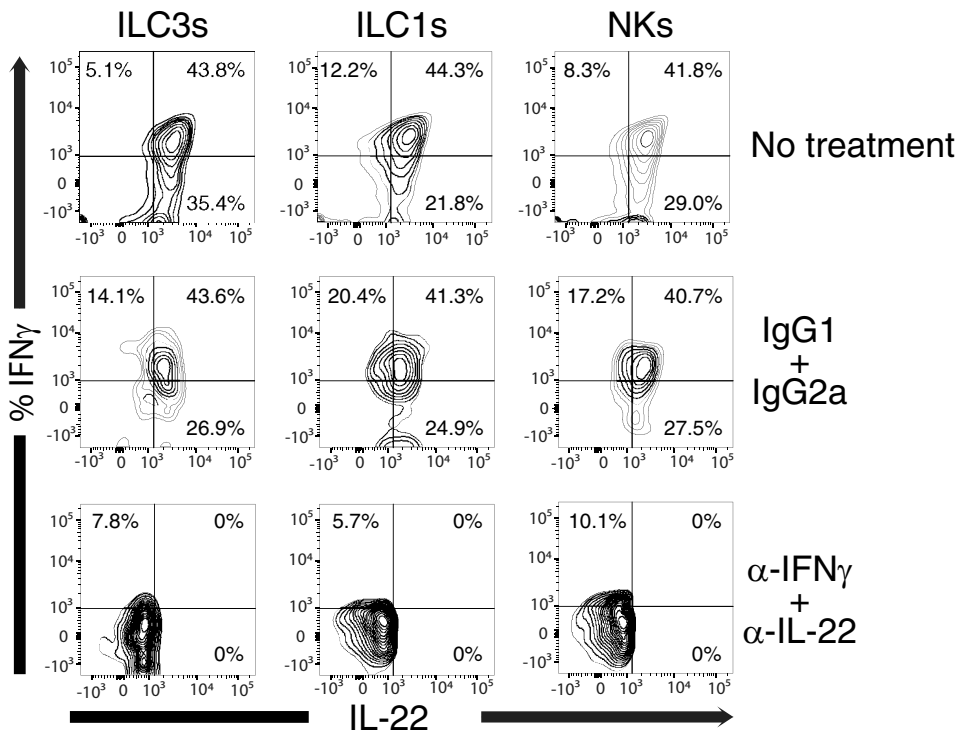 ILC3s ILC1s NKs
10⁵ 5.1% 43.8% 10⁵ 12.2% 44.3% 10⁵ 8.3% 41.8%
10⁴ 10⁴ 10⁴
No treatment
10³ 10³ 10³
0 0 0
-10³ 35.4% -10³ 21.8% -10³ 29.0%
-10³ 0 10³ 10⁴ 10⁵ -10³ 0 10³ 10⁴ 10⁵ -10³ 0 10³ 10⁴ 10⁵
10⁵ 14.1% 43.6% 10⁵ 20.4% 41.3% 10⁵ 17.2% 40.7%
10⁴ 10⁴ 10⁴
IgG1
+
IgG2a
10³ 10³ 10³
0 0 0
-10³ 26.9% -10³ 24.9% -10³ 27.5%
-10³ 0 10³ 10⁴ 10⁵ -10³ 0 10³ 10⁴ 10⁵ -10³ 0 10³ 10⁴ 10⁵
% IFNγ
10⁵ 7.8% 0% 10⁵ 5.7% 0% 10⁵ 10.1% 0%
10⁴ 10⁴ 10⁴
α-IFNγ
+
α-IL-22
10³ 10³ 10³
0 0 0
-10³ 0% -10³ 0% -10³ 0%
-10³ 0 10³ 10⁴ 10⁵ -10³ 0 10³ 10⁴ 10⁵ -10³ 0 10³ 10⁴ 10⁵
IL-22